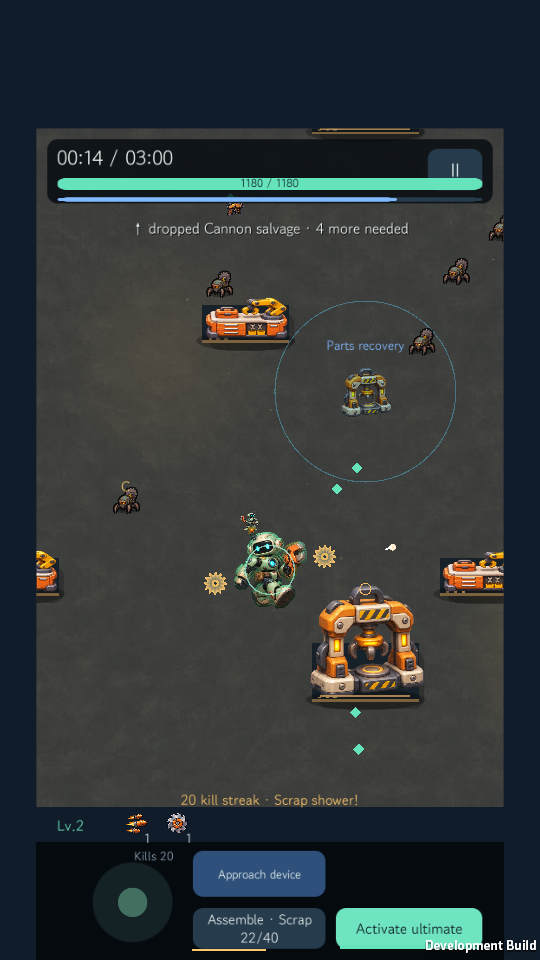 00:14 / 03:00
1180 / 1180
↑ dropped Cannon salvage · 4 more needed
Parts recovery
20 kill streak · Scrap shower!
Lv.2
1
1
Kills 20
Approach device
Assemble · Scrap
22/40
Activate ultimate
Development Build